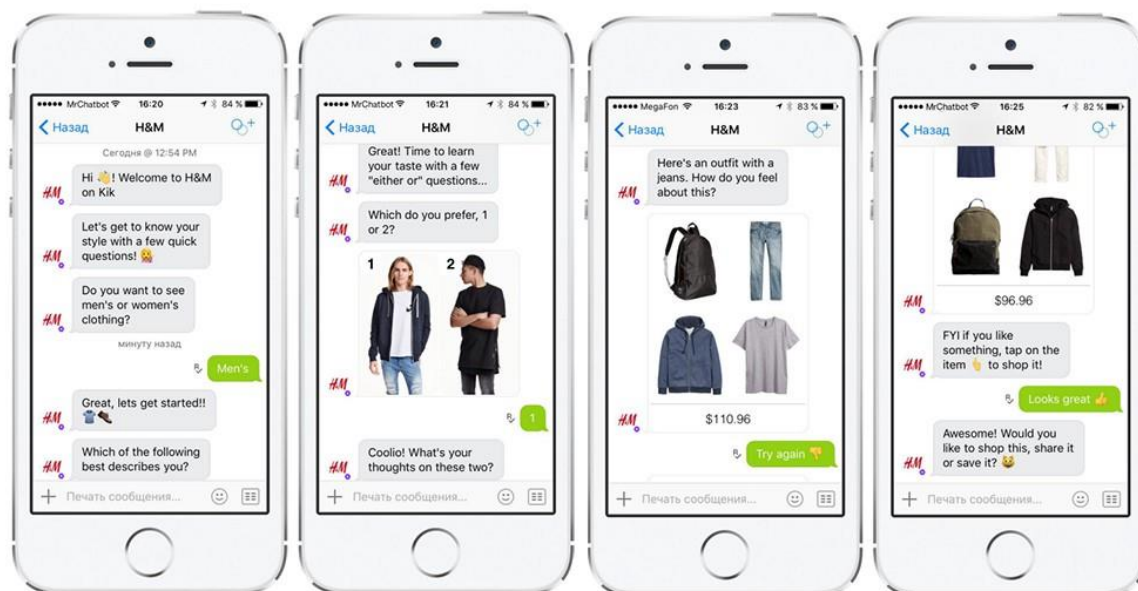 MrChatbot 16:20 84 %
Назад H&M
Сегодня @ 12:54 PM
Hi 👋! Welcome to H&M
on Kik
H&M
Let's get to know your
style with a few quick
questions! 🙋
H&M
Do you want to see
men's or women's
clothing?
H&M
минуту назад
Men's
Great, lets get started!!
👕👞
H&M
Which of the following
best describes you?
H&M
Печать сообщения...
MrChatbot 16:21 84 %
Назад H&M
Great! Time to learn
your taste with a few
"either or" questions...
H&M
Which do you prefer, 1
or 2?
H&M
1 2
1
Coolio! What's your
thoughts on these two?
H&M
Печать сообщения...
MegaFon 16:23 83 %
Назад H&M
Here's an outfit with a
jeans. How do you feel
about this?
H&M
$110.96
H&M
Try again 👎
Печать сообщения...
MrChatbot 16:25 82 %
Назад H&M
$96.96
H&M
FYI if you like
something, tap on the
item 👆 to shop it!
H&M
Looks great 👍
Awesome! Would you
like to shop this, share it
or save it? 😸
H&M
Печать сообщения...